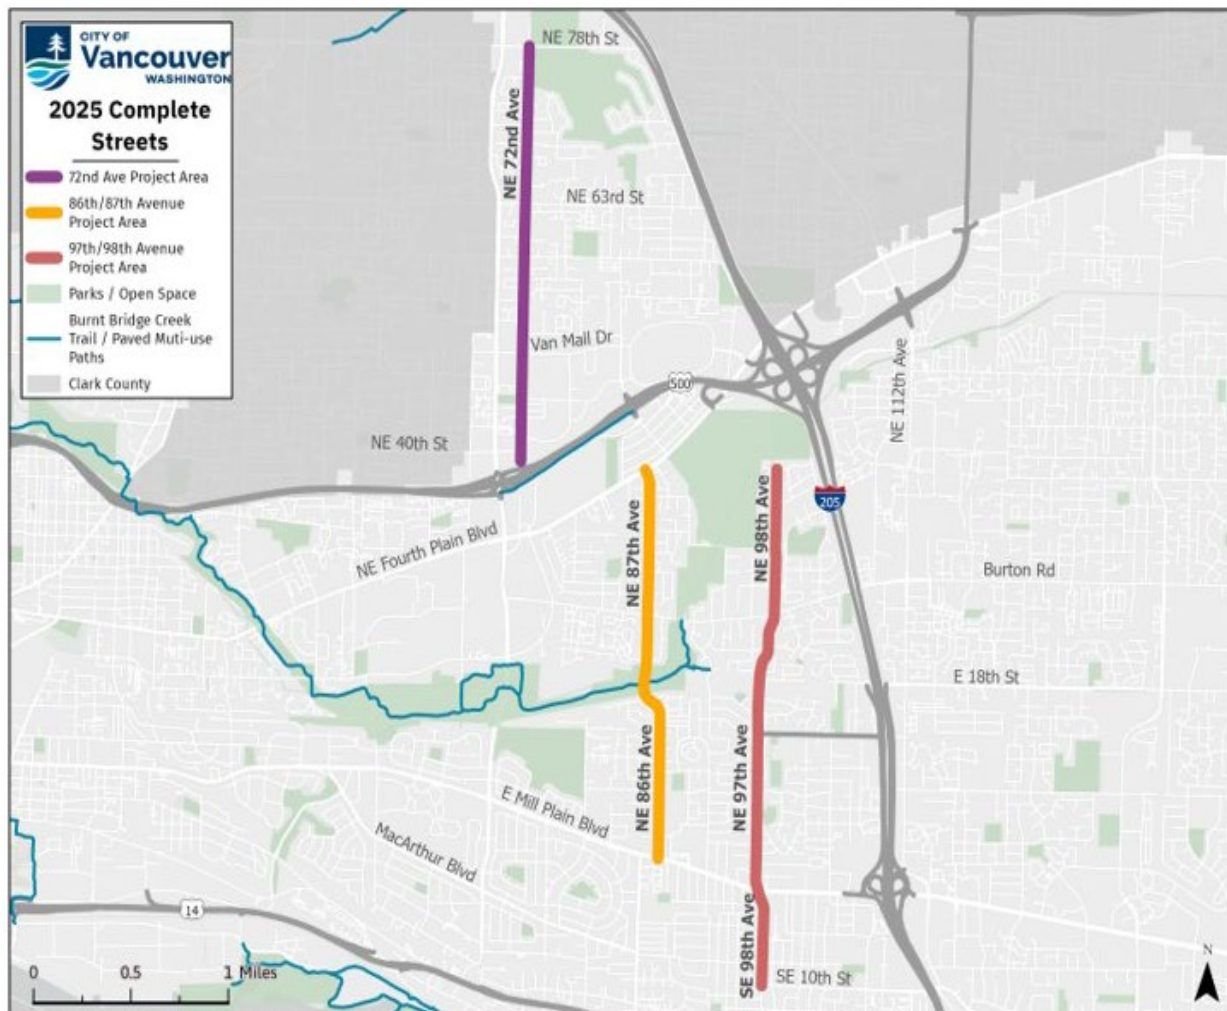 CITY OF
Vancouver
WASHINGTON
2025 Complete
Streets
72nd Ave Project Area
86th/87th Avenue
Project Area
97th/98th Avenue
Project Area
Parks / Open Space
Burnt Bridge Creek
Trail / Paved Muti-use
Paths
Clark County
NE 78th St
NE 72nd Ave
NE 63rd St
Van Mall Dr
500
NE 112th Ave
NE 40th St
205
NE Fourth Plain Blvd
NE 87th Ave
NE 98th Ave
Burton Rd
E 18th St
NE 86th Ave
NE 97th Ave
E Mill Plain Blvd
MacArthur Blvd
14
SE 98th Ave
SE 10th St
0 0.5 1 Miles
N